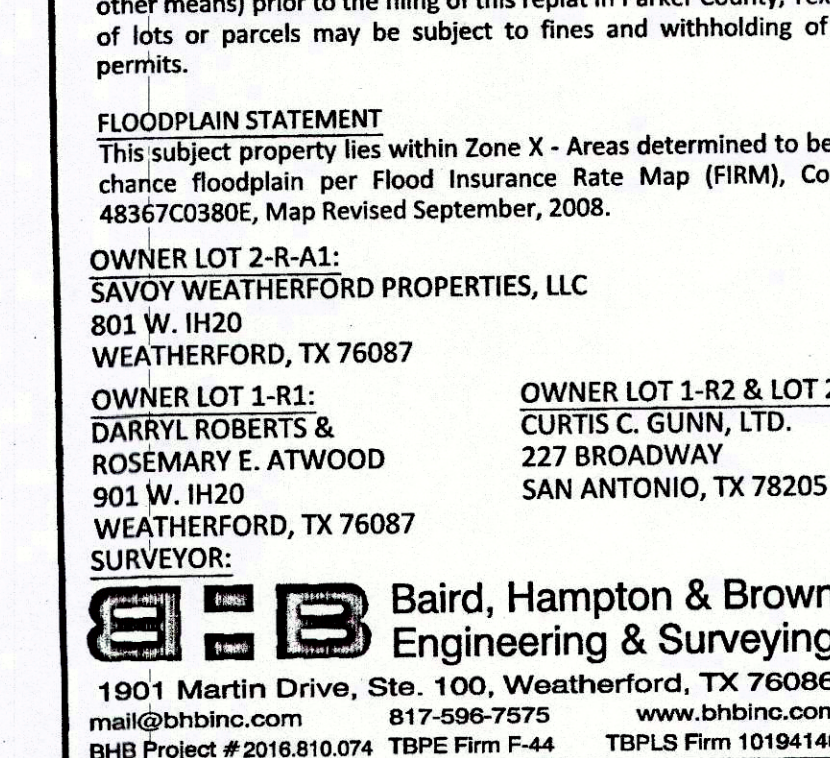 other means) prior to the filing of this replat in Parker County, Tex
of lots or parcels may be subject to fines and withholding of
permits.
FLOODPLAIN STATEMENT
This subject property lies within Zone X - Areas determined to be
chance floodplain per Flood Insurance Rate Map (FIRM), Co
48367C0380E, Map Revised September, 2008.
OWNER LOT 2-R-A1:
SAVOY WEATHERFORD PROPERTIES, LLC
801 W. IH20
WEATHERFORD, TX 76087
OWNER LOT 1-R1:
DARRYL ROBERTS &
ROSEMARY E. ATWOOD
901 W. IH20
WEATHERFORD, TX 76087
OWNER LOT 1-R2 & LOT 2
CURTIS C. GUNN, LTD.
227 BROADWAY
SAN ANTONIO, TX 78205
SURVEYOR:
Baird, Hampton & Brown
Engineering & Surveying
1901 Martin Drive, Ste. 100, Weatherford, TX 76086
mail@bhbinc.com 817-596-7575 www.bhbinc.com
BHB Project # 2016.810.074 TBPE Firm F-44 TBPLS Firm 1019414